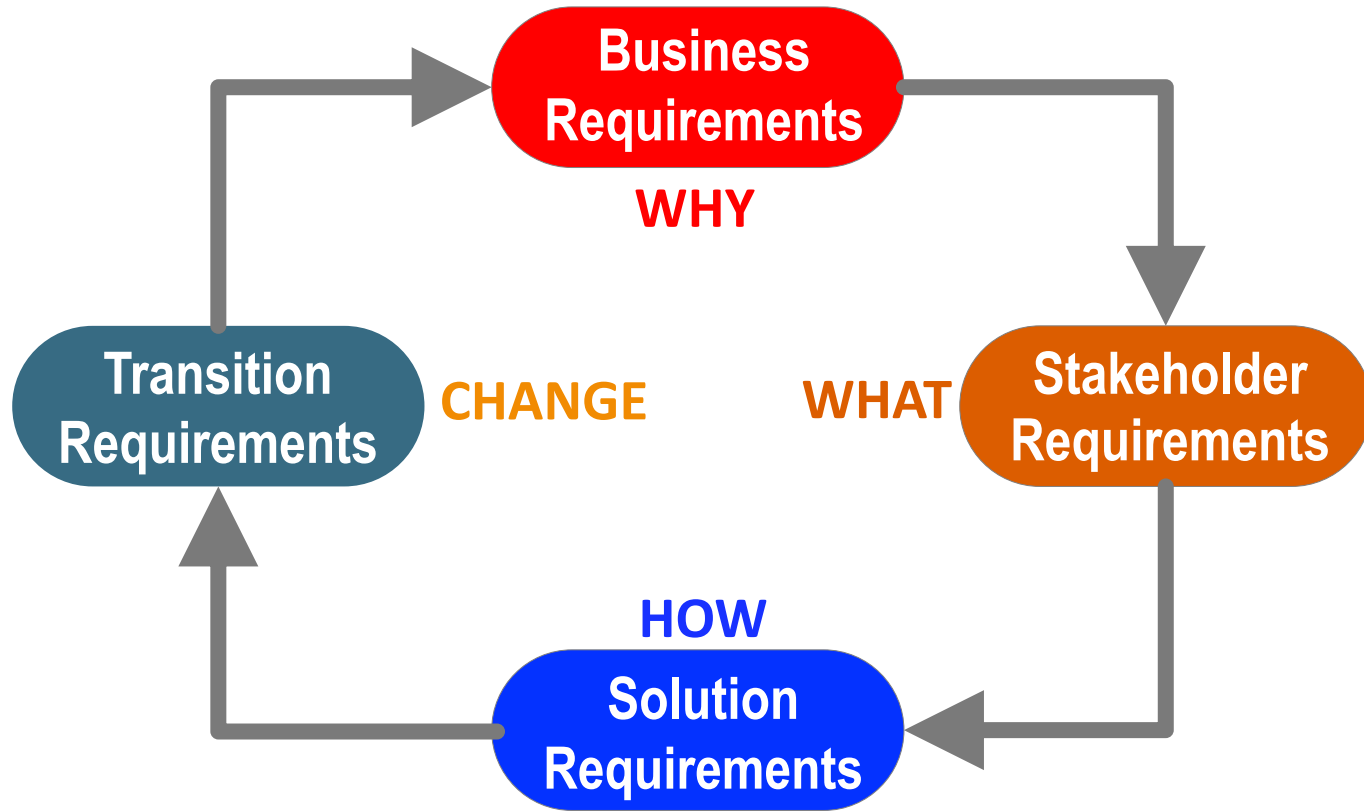 Business
Requirements
WHY
Transition
Requirements
CHANGE
WHAT
Stakeholder
Requirements
HOW
Solution
Requirements